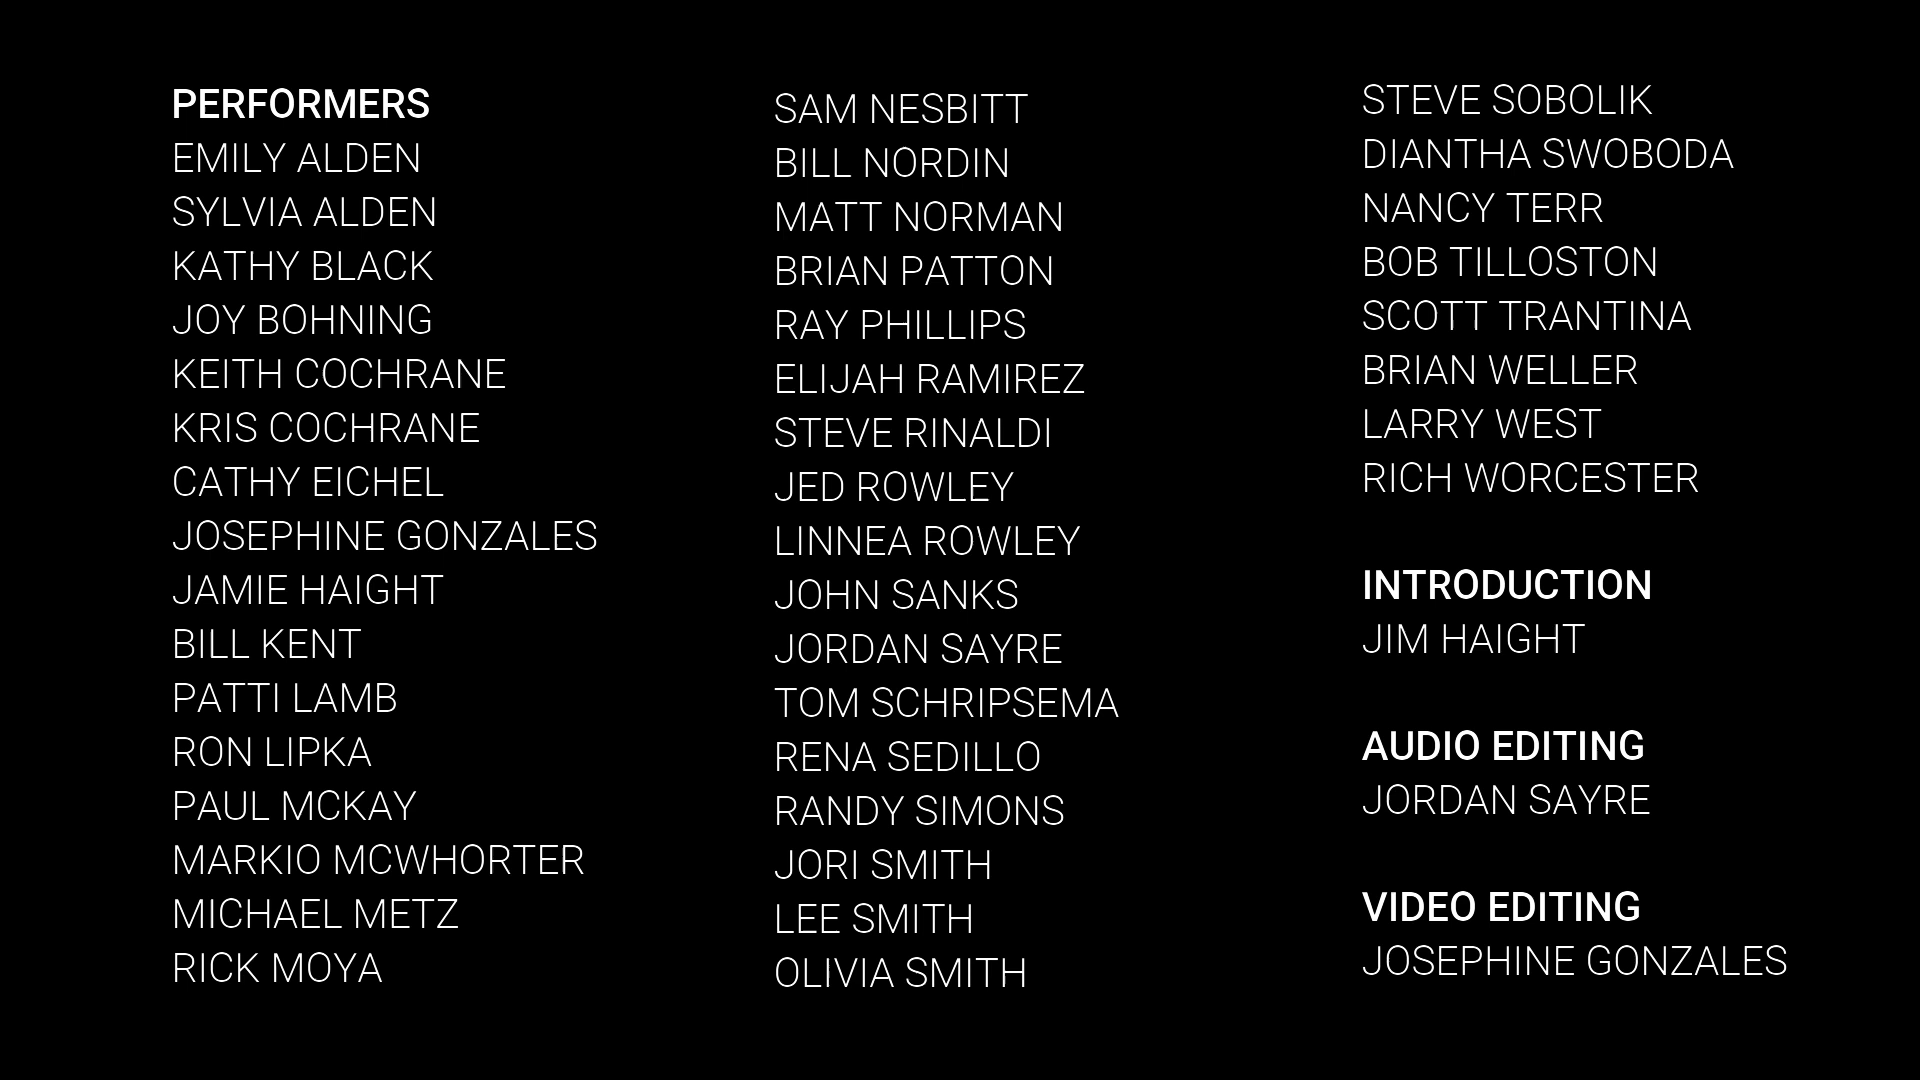 PERFORMERS
EMILY ALDEN
SYLVIA ALDEN
KATHY BLACK
JOY BOHNING
KEITH COCHRANE
KRIS COCHRANE
CATHY EICHEL
JOSEPHINE GONZALES
JAMIE HAIGHT
BILL KENT
PATTI LAMB
RON LIPKA
PAUL MCKAY
MARKIO MCWHORTER
MICHAEL METZ
RICK MOYA
SAM NESBITT
BILL NORDIN
MATT NORMAN
BRIAN PATTON
RAY PHILLIPS
ELIJAH RAMIREZ
STEVE RINALDI
JED ROWLEY
LINNEA ROWLEY
JOHN SANKS
JORDAN SAYRE
TOM SCHRIPSEMA
RENA SEDILLO
RANDY SIMONS
JORI SMITH
LEE SMITH
OLIVIA SMITH
STEVE SOBOLIK
DIANTHA SWOBODA
NANCY TERR
BOB TILLOSTON
SCOTT TRANTINA
BRIAN WELLER
LARRY WEST
RICH WORCESTER
INTRODUCTION
JIM HAIGHT
AUDIO EDITING
JORDAN SAYRE
VIDEO EDITING
JOSEPHINE GONZALES